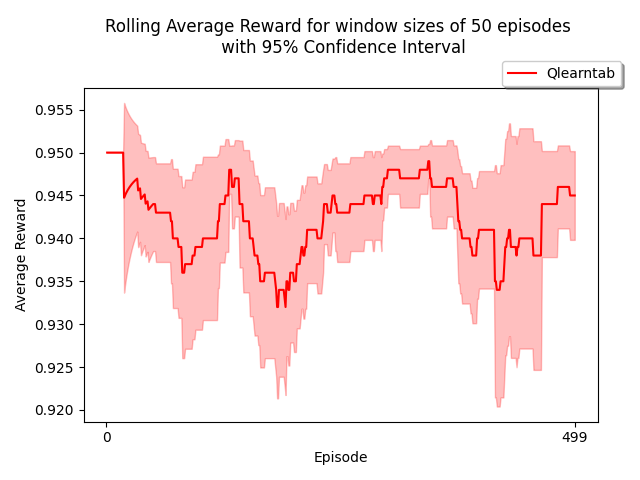 Rolling Average Reward for window sizes of 50 episodes
with 95% Confidence Interval
Qlearntab
0.955
0.950
0.945
0.940
0.935
0.930
0.925
0.920
Average Reward
0
499
Episode